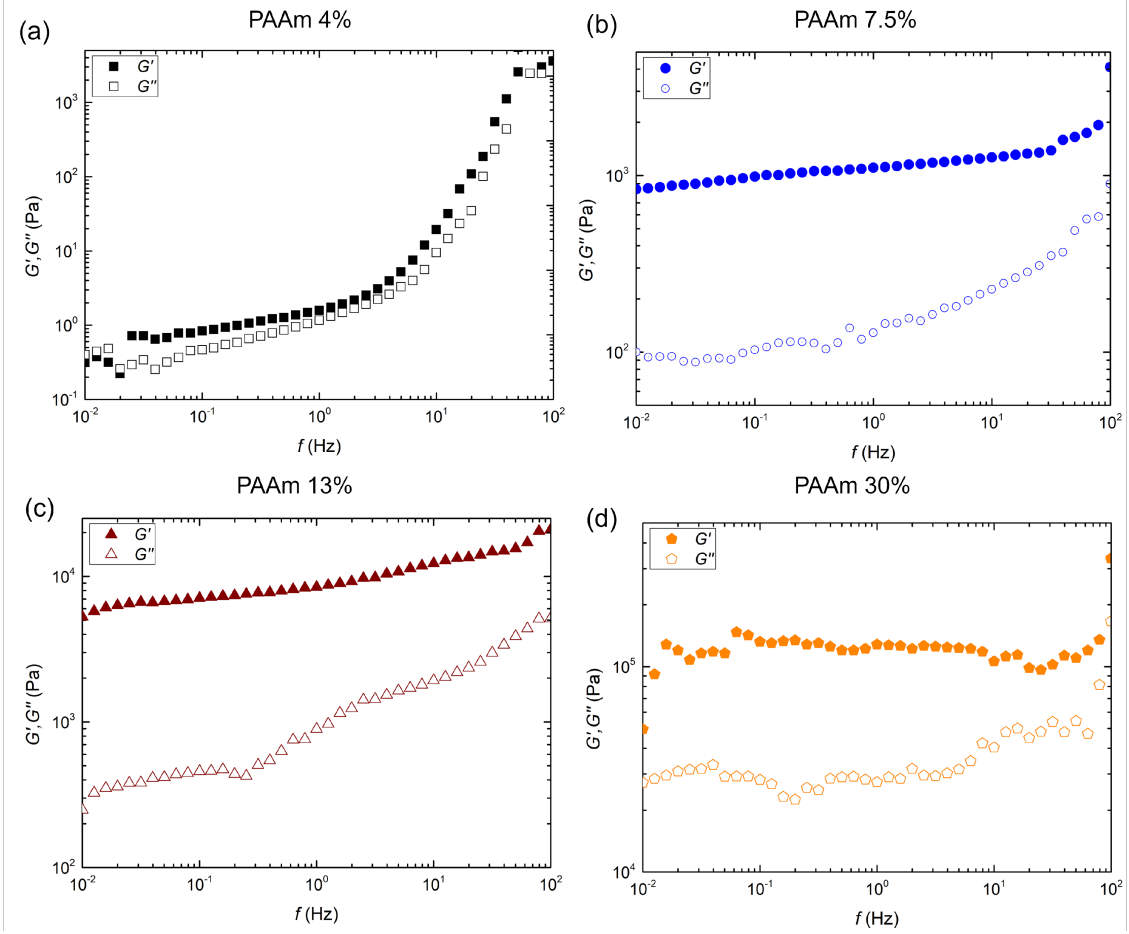 (a)
PAAm 4%
G'
G''
10³
10²
10¹
10⁰
10⁻¹
G',G'' (Pa)
10⁻²
10⁻¹
10⁰
10¹
10²
f (Hz)
(b)
PAAm 7.5%
G'
G''
10³
10²
G',G'' (Pa)
10⁻²
10⁻¹
10⁰
10¹
10²
f (Hz)
(c)
PAAm 13%
G'
G''
10⁴
10³
10²
G',G'' (Pa)
10⁻²
10⁻¹
10⁰
10¹
10²
f (Hz)
(d)
PAAm 30%
G'
G''
10⁵
10⁴
G',G'' (Pa)
10⁻²
10⁻¹
10⁰
10¹
10²
f (Hz)